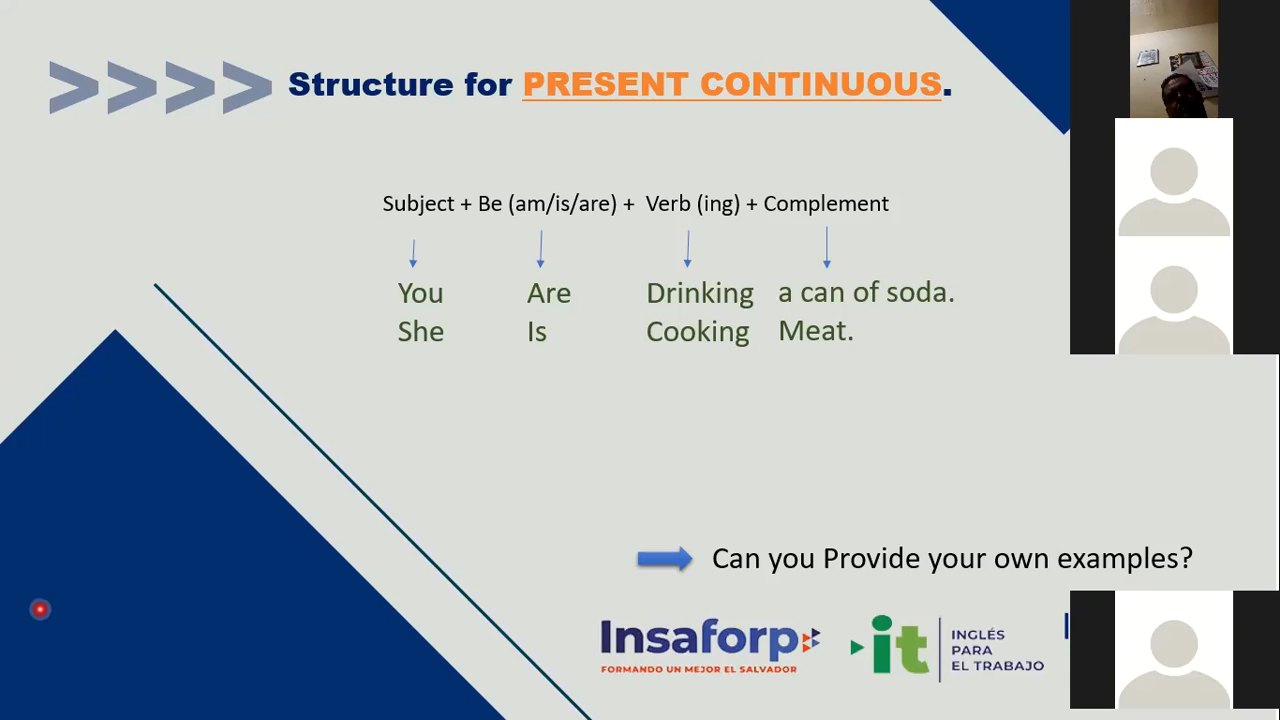 >>>> Structure for PRESENT CONTINUOUS.
Subject + Be (am/is/are) + Verb (ing) + Complement
You Are Drinking a can of soda.
She Is Cooking Meat.
Can you Provide your own examples?
Insaforp
FORMANDO UN MEJOR EL SALVADOR
it
INGLÉS
PARA
EL TRABAJO